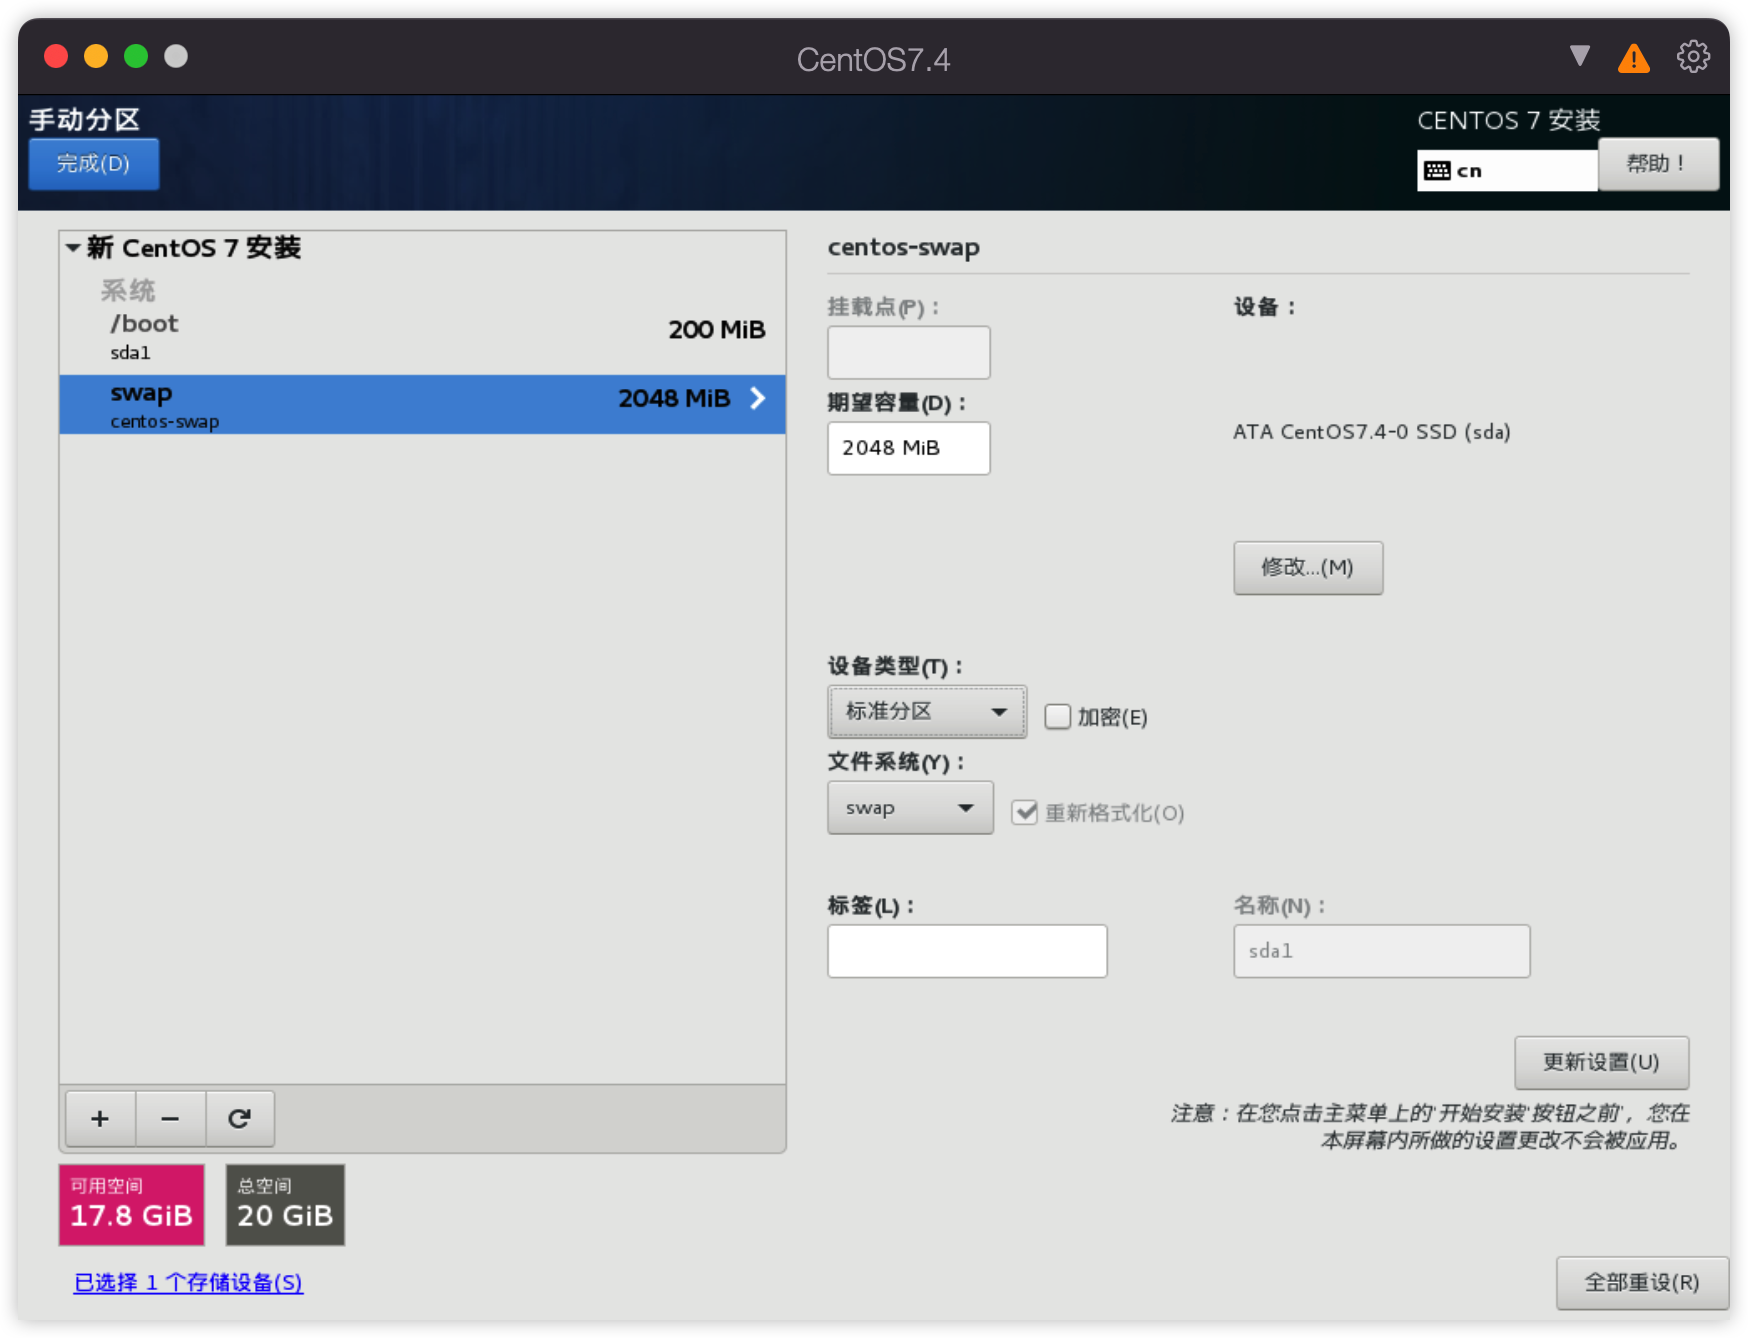 CentOS7.4
手动分区
CENTOS 7 安装
完成(D)
cn
帮助！
新 CentOS 7 安装
系统
/boot
200 MiB
sda1
swap
2048 MiB
centos-swap
centos-swap
挂载点(P)：
设备：
期望容量(D)：
2048 MiB
ATA CentOS7.4-0 SSD (sda)
修改...(M)
设备类型(T)：
标准分区
加密(E)
文件系统(Y)：
swap
重新格式化(O)
标签(L)：
名称(N)：
sda1
更新设置(U)
注意：在您点击主菜单上的'开始安装'按钮之前，您在
本屏幕内所做的设置更改不会被应用。
可用空间
17.8 GiB
总空间
20 GiB
已选择 1 个存储设备(S)
全部重设(R)